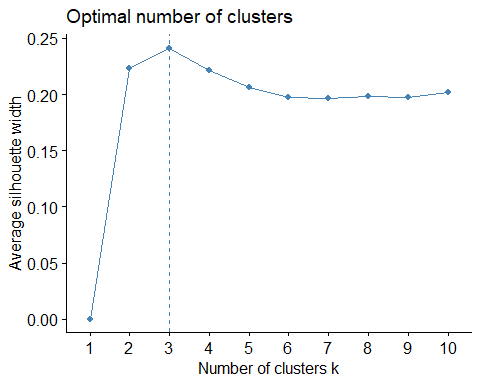 Optimal number of clusters
Average silhouette width
0.25
0.20
0.15
0.10
0.05
0.00
1 2 3 4 5 6 7 8 9 10
Number of clusters k